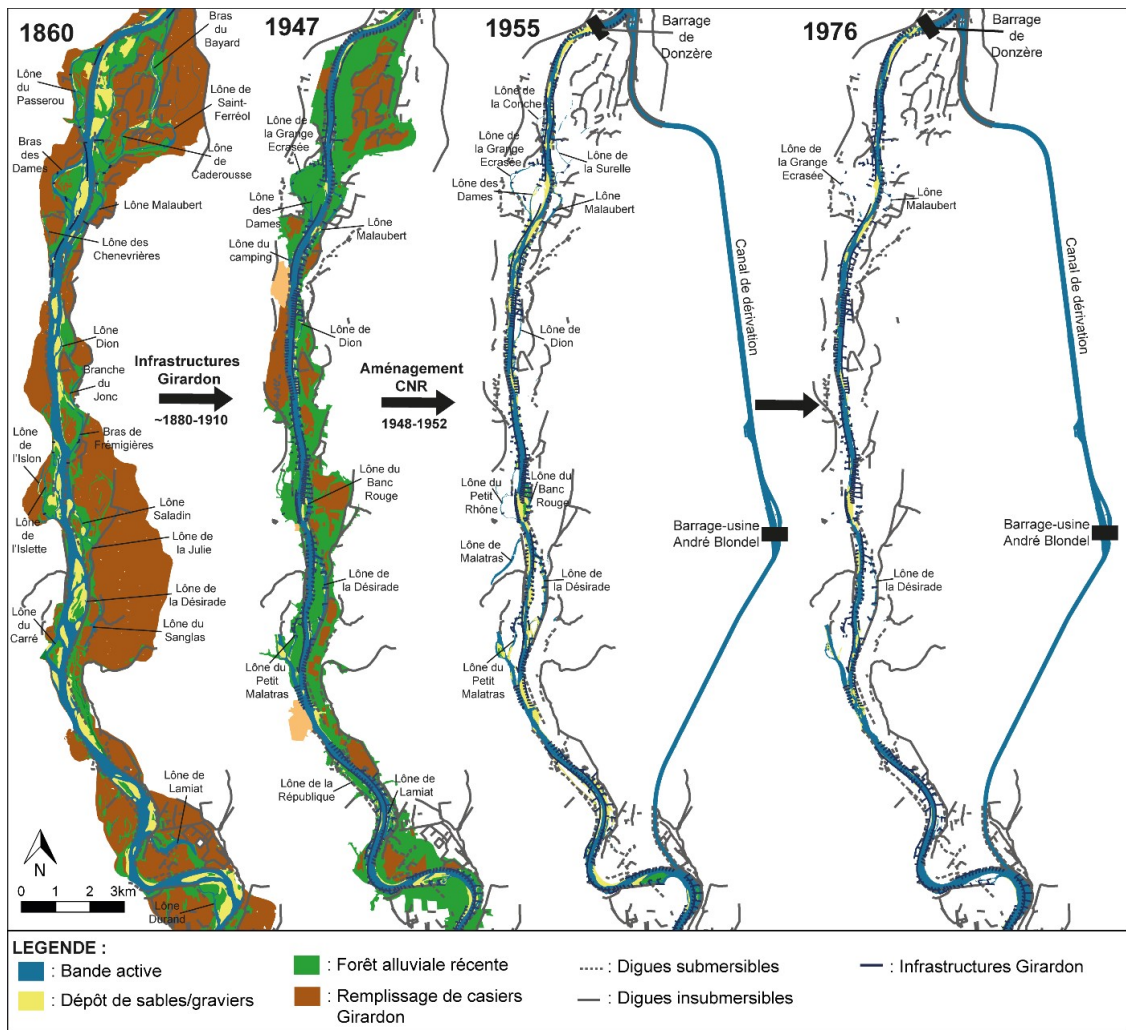 1860
1947
1955
1976
Bras
du
Bayard
Lône
du
Passerou
Lône de
Saint-
Ferréol
Bras
des
Dames
Lône
de
Caderousse
Lône Malaubert
Lône des
Chenevrières
Lône
Dion
Branche
du
Jonc
Bras de
Frémigières
Lône
de
l'Islon
Lône
de
l'Islette
Lône
Saladin
Lône de
la Julie
Lône de
la Désirade
Lône
du
Carré
Lône du
Sanglas
Lône de
Lamiat
Lône
Durand
N
0 1 2 3km
Infrastructures
Girardon
~1880-1910
Lône de
la Grange
Ecrasée
Lône
des
Dames
Lône du
camping
Lône
Malaubert
Lône de
Dion
Lône du
Banc
Rouge
Lône de
la Désirade
Lône du
Petit
Malatras
Lône de la
République
Lône de
Lamiat
Aménagement
CNR
1948-1952
Barrage
de
Donzère
Lône de
la Conche
Lône de
la Grange
Ecrasée
Lône des
Dames
Lône de
la Surelle
Lône
Malaubert
Lône de
Dion
Lône du
Petit
Rhône
Lône du
Banc
Rouge
Lône de
Malatras
Lône de
la Désirade
Lône du
Petit
Malatras
Canal de dérivation
Barrage-usine
André Blondel
Barrage
de
Donzère
Lône de
la Grange
Ecrasée
Lône
Malaubert
Lône de
la Désirade
Canal de dérivation
Barrage-usine
André Blondel
LEGENDE :
: Bande active
: Dépôt de sables/graviers
: Forêt alluviale récente
: Remplissage de casiers
Girardon
: Digues submersibles
: Digues insubmersibles
: Infrastructures Girardon